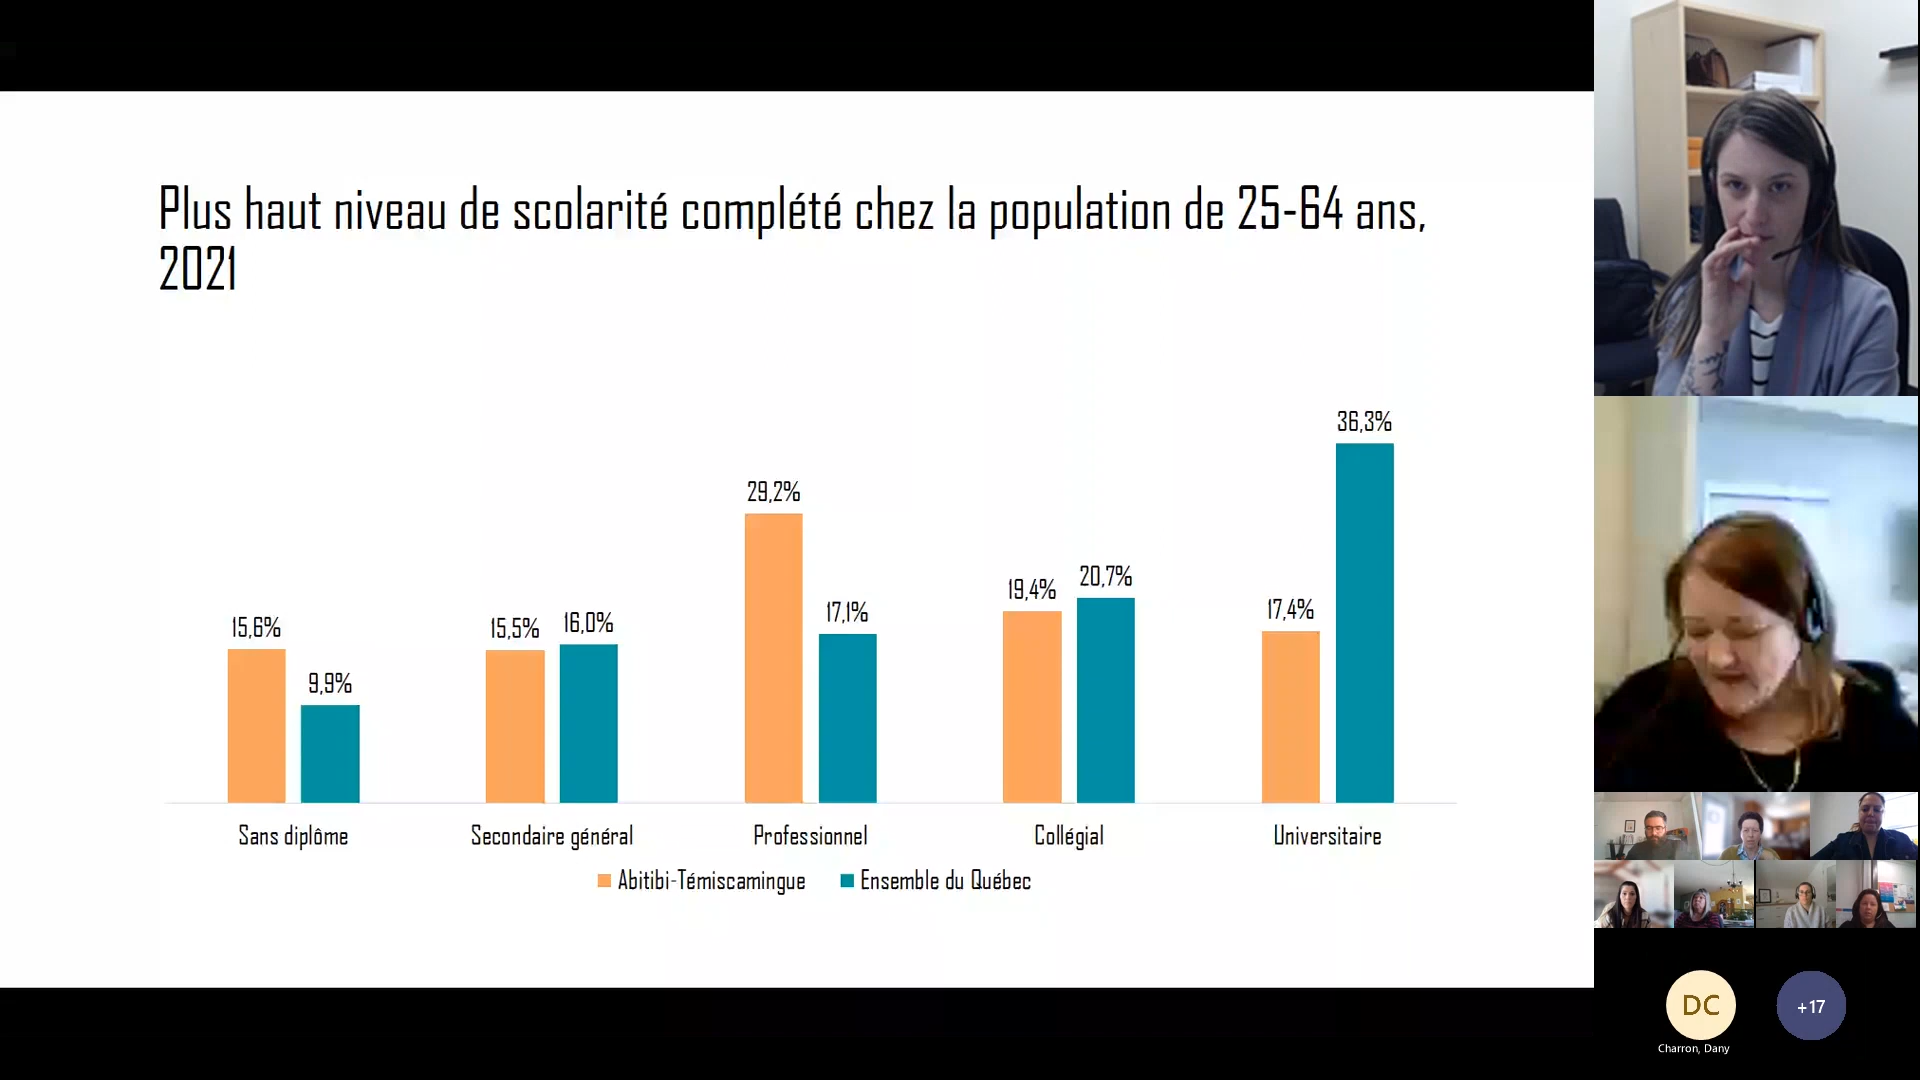 Plus haut niveau de scolarité complété chez la population de 25-64 ans,
2021
36,3%
29,2%
19,4%
20,7%
15,6%
15,5%
16,0%
17,1%
17,4%
9,9%
Sans diplôme
Secondaire général
Professionnel
Collégial
Universitaire
Abitibi-Témiscamingue
Ensemble du Québec
DC
+17
Charron, Dany